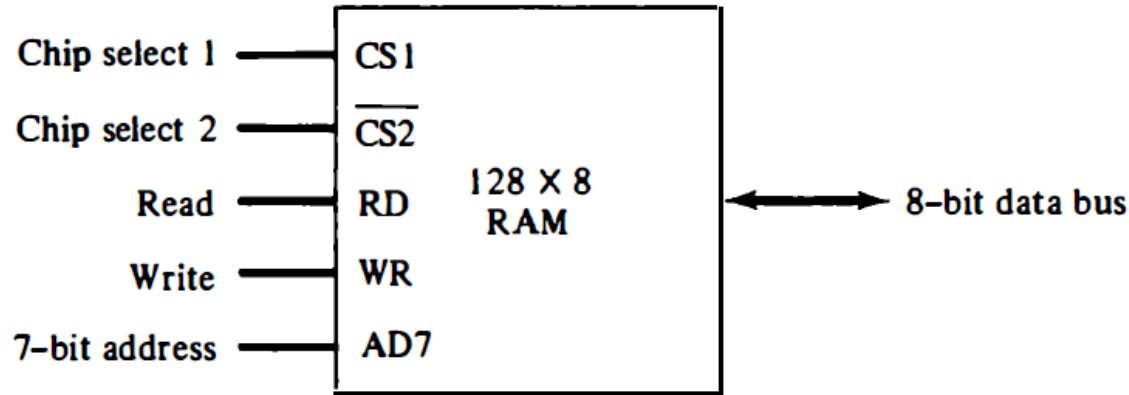 Chip select 1
CS1
Chip select 2
C̅S̅2̅
Read
RD
128 X 8
RAM
8-bit data bus
Write
WR
7-bit address
AD7